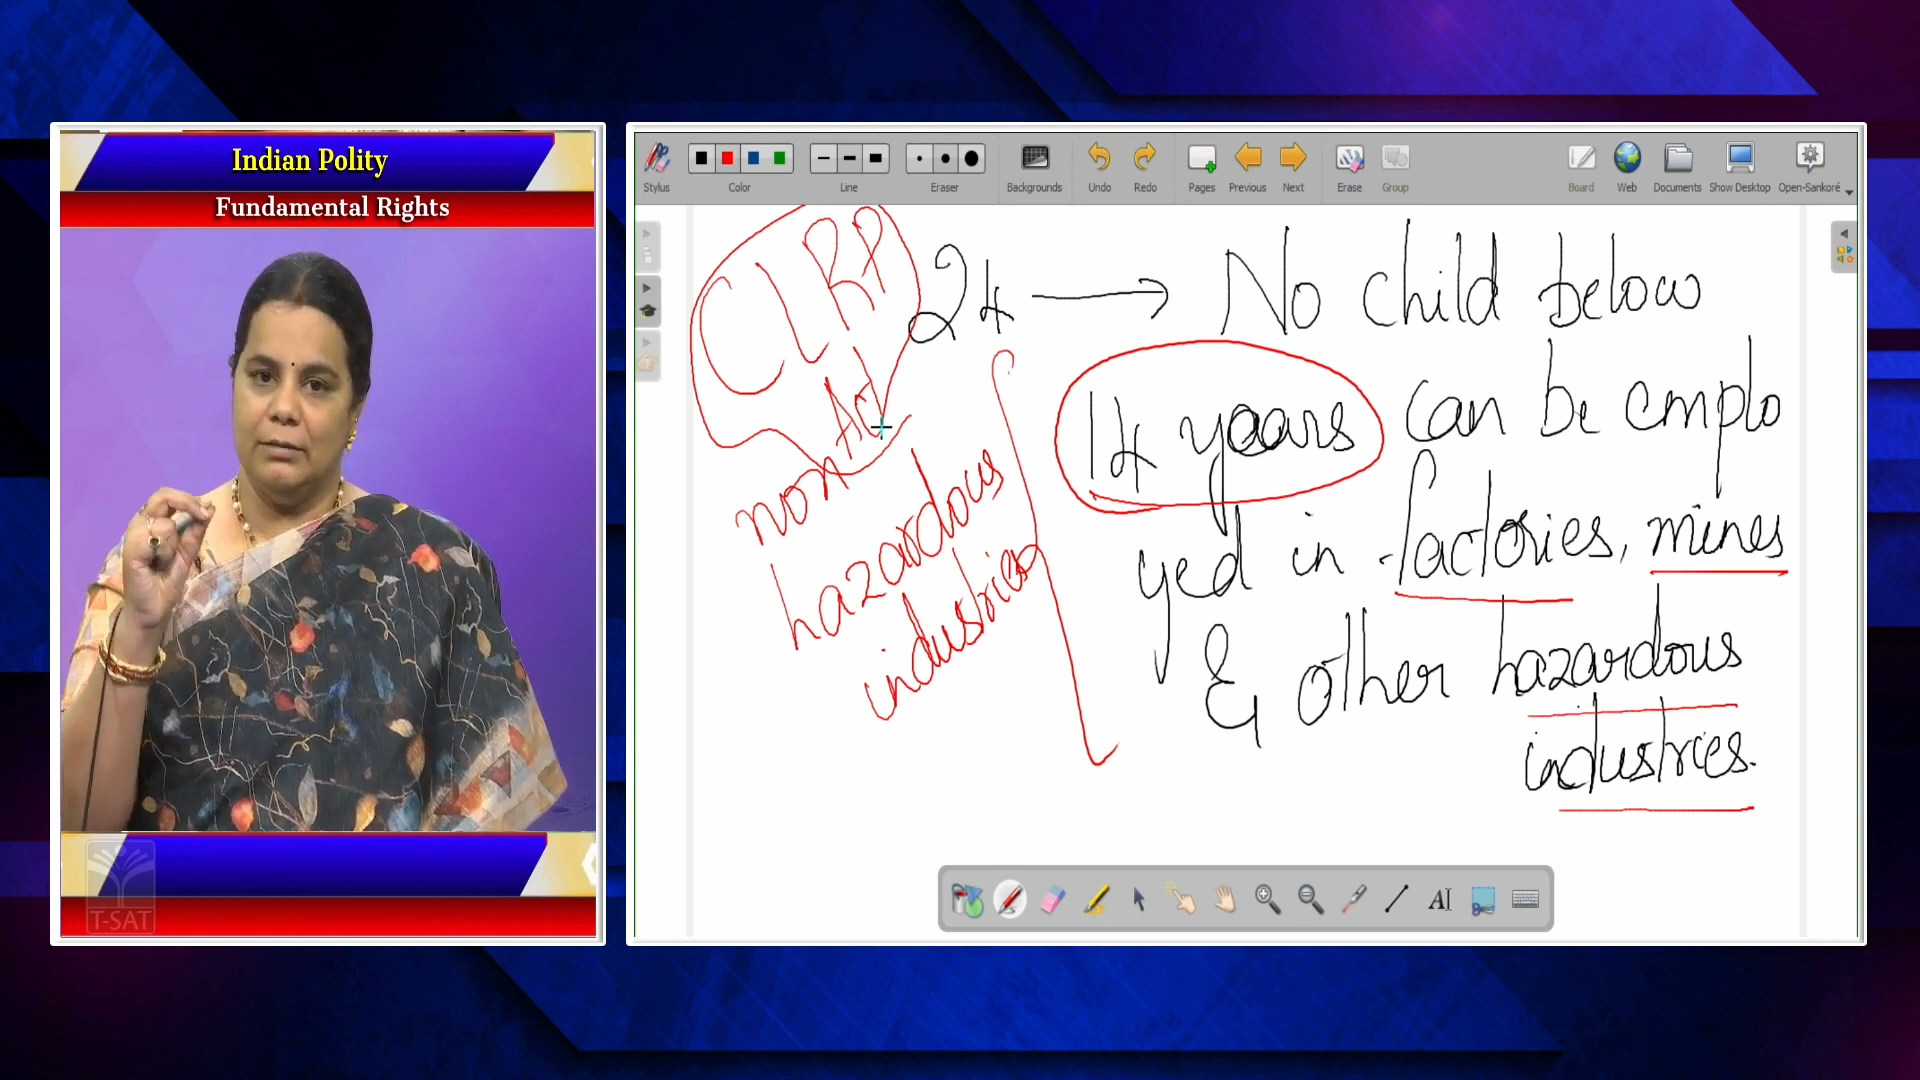 Indian Polity
Fundamental Rights
T-SAT
Stylus
Color
Line
Eraser
Backgrounds
Undo
Redo
Pages
Previous
Next
Erase
Group
Board
Web
Documents
Show Desktop
Open-Sankoré
CLRP
Act
non
hazardous
industries
24 → No child below
14 years can be emplo
yed in factories, mines
& other hazardous
industries.